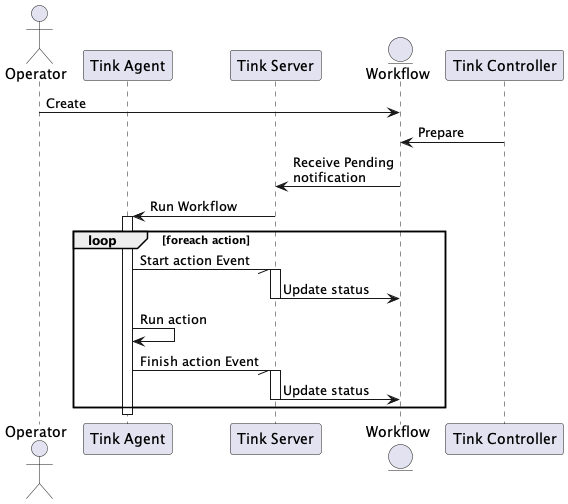 Operator
Tink Agent
Tink Server
Workflow
Tink Controller
Create
Prepare
Receive Pending
notification
Run Workflow
loop
[foreach action]
Start action Event
Update status
Run action
Finish action Event
Update status
Operator
Tink Agent
Tink Server
Workflow
Tink Controller